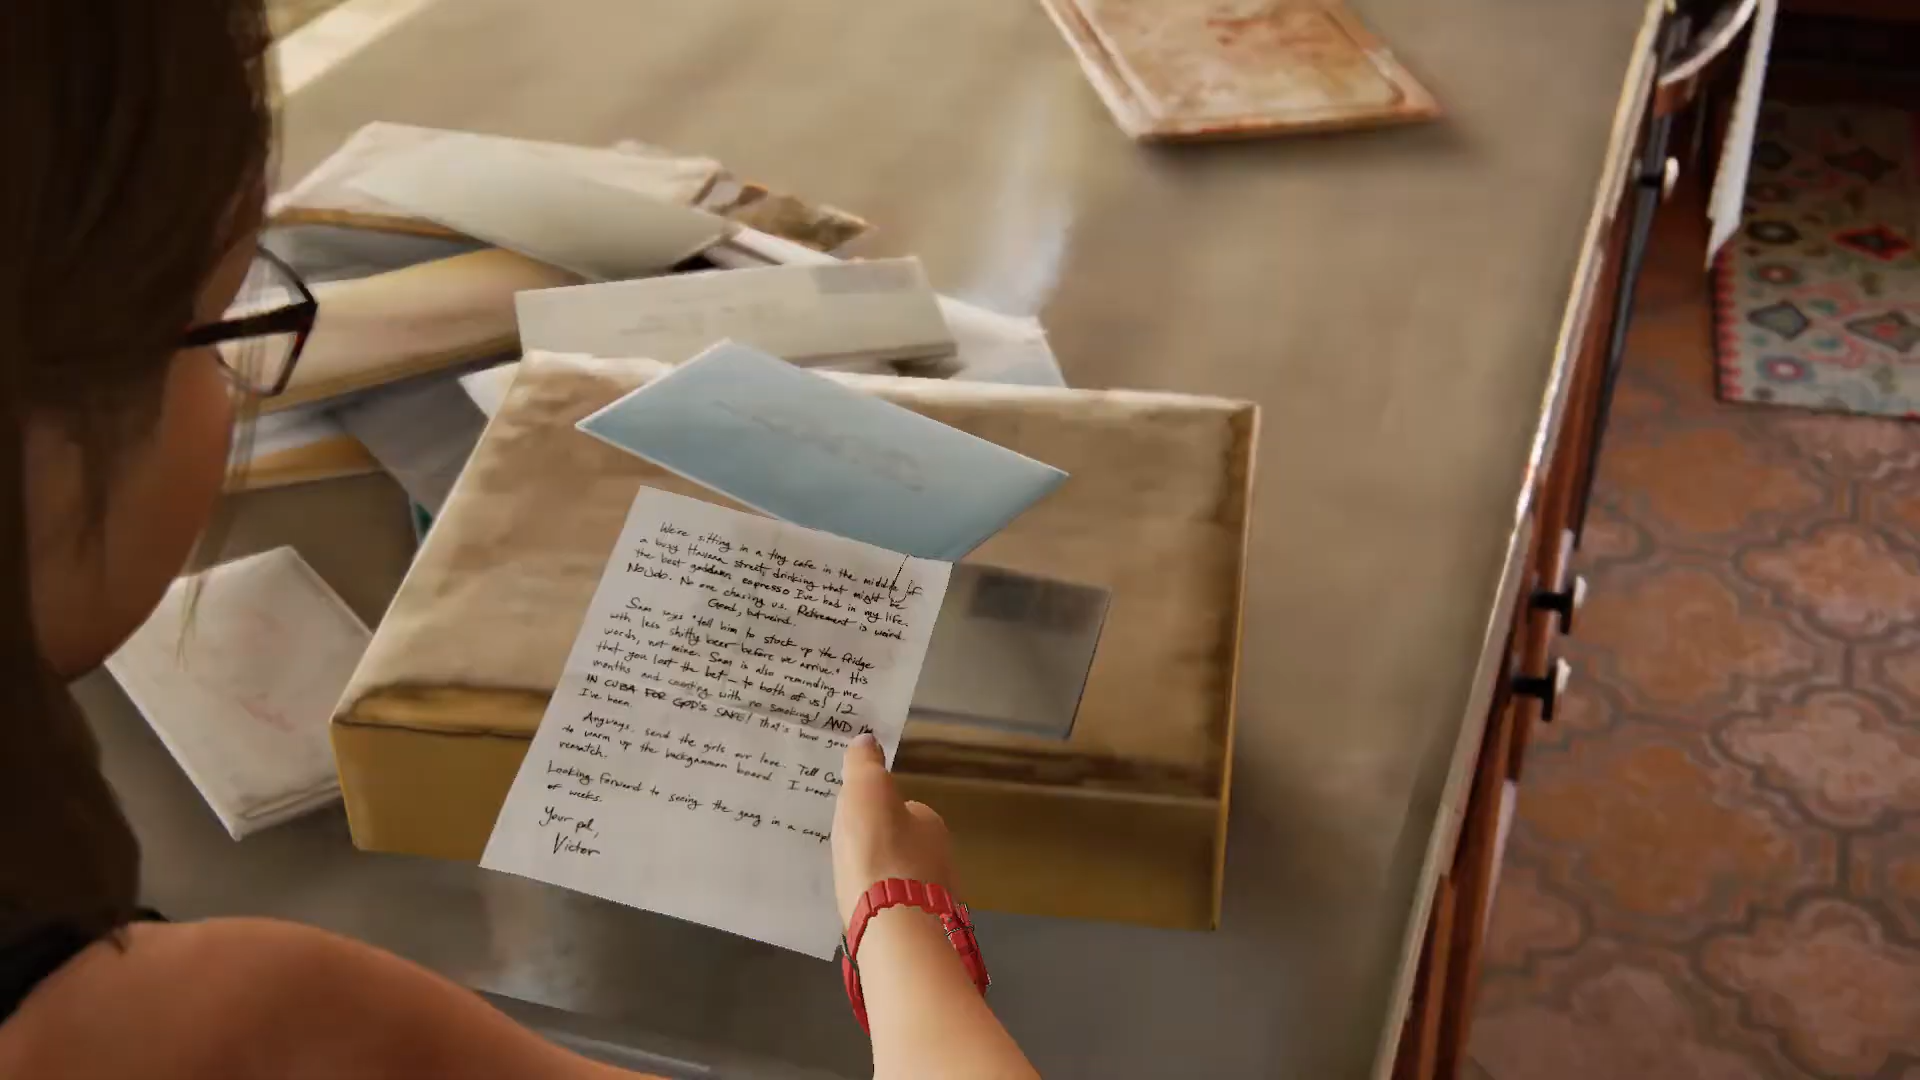 We're sitting in a tiny cafe in the middle of
a busy Havana street, drinking what might be
the best goddamn espresso I've had in my life.
No job. No one chasing us. Retirement is weird.
Good, but weird.
Sam says "tell him to stock up the fridge
with less shitty beer before we arrive." His
words, not mine. Sam is also reminding me
that you lost the bet - to both of us! 12
months and counting with no smoking! AND
IN CUBA FOR GOD'S SAKE! That's how good
I've been.
Anyways, send the girls our love. Tell
to warm up the backgammon board. I want
rematch.
Looking forward to seeing the gang in a
of weeks.
Your pal,
Victor